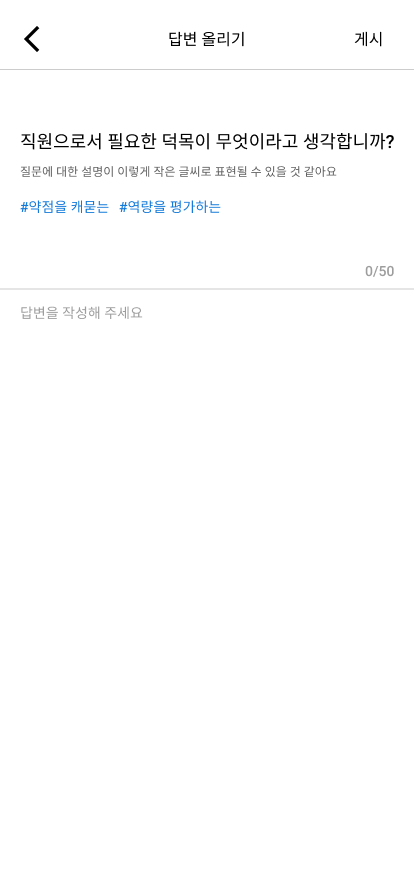 답변 올리기 게시
직원으로서 필요한 덕목이 무엇이라고 생각합니까?
질문에 대한 설명이 이렇게 작은 글씨로 표현될 수 있을 것 같아요
#약점을 캐묻는 #역량을 평가하는
0/50
답변을 작성해 주세요